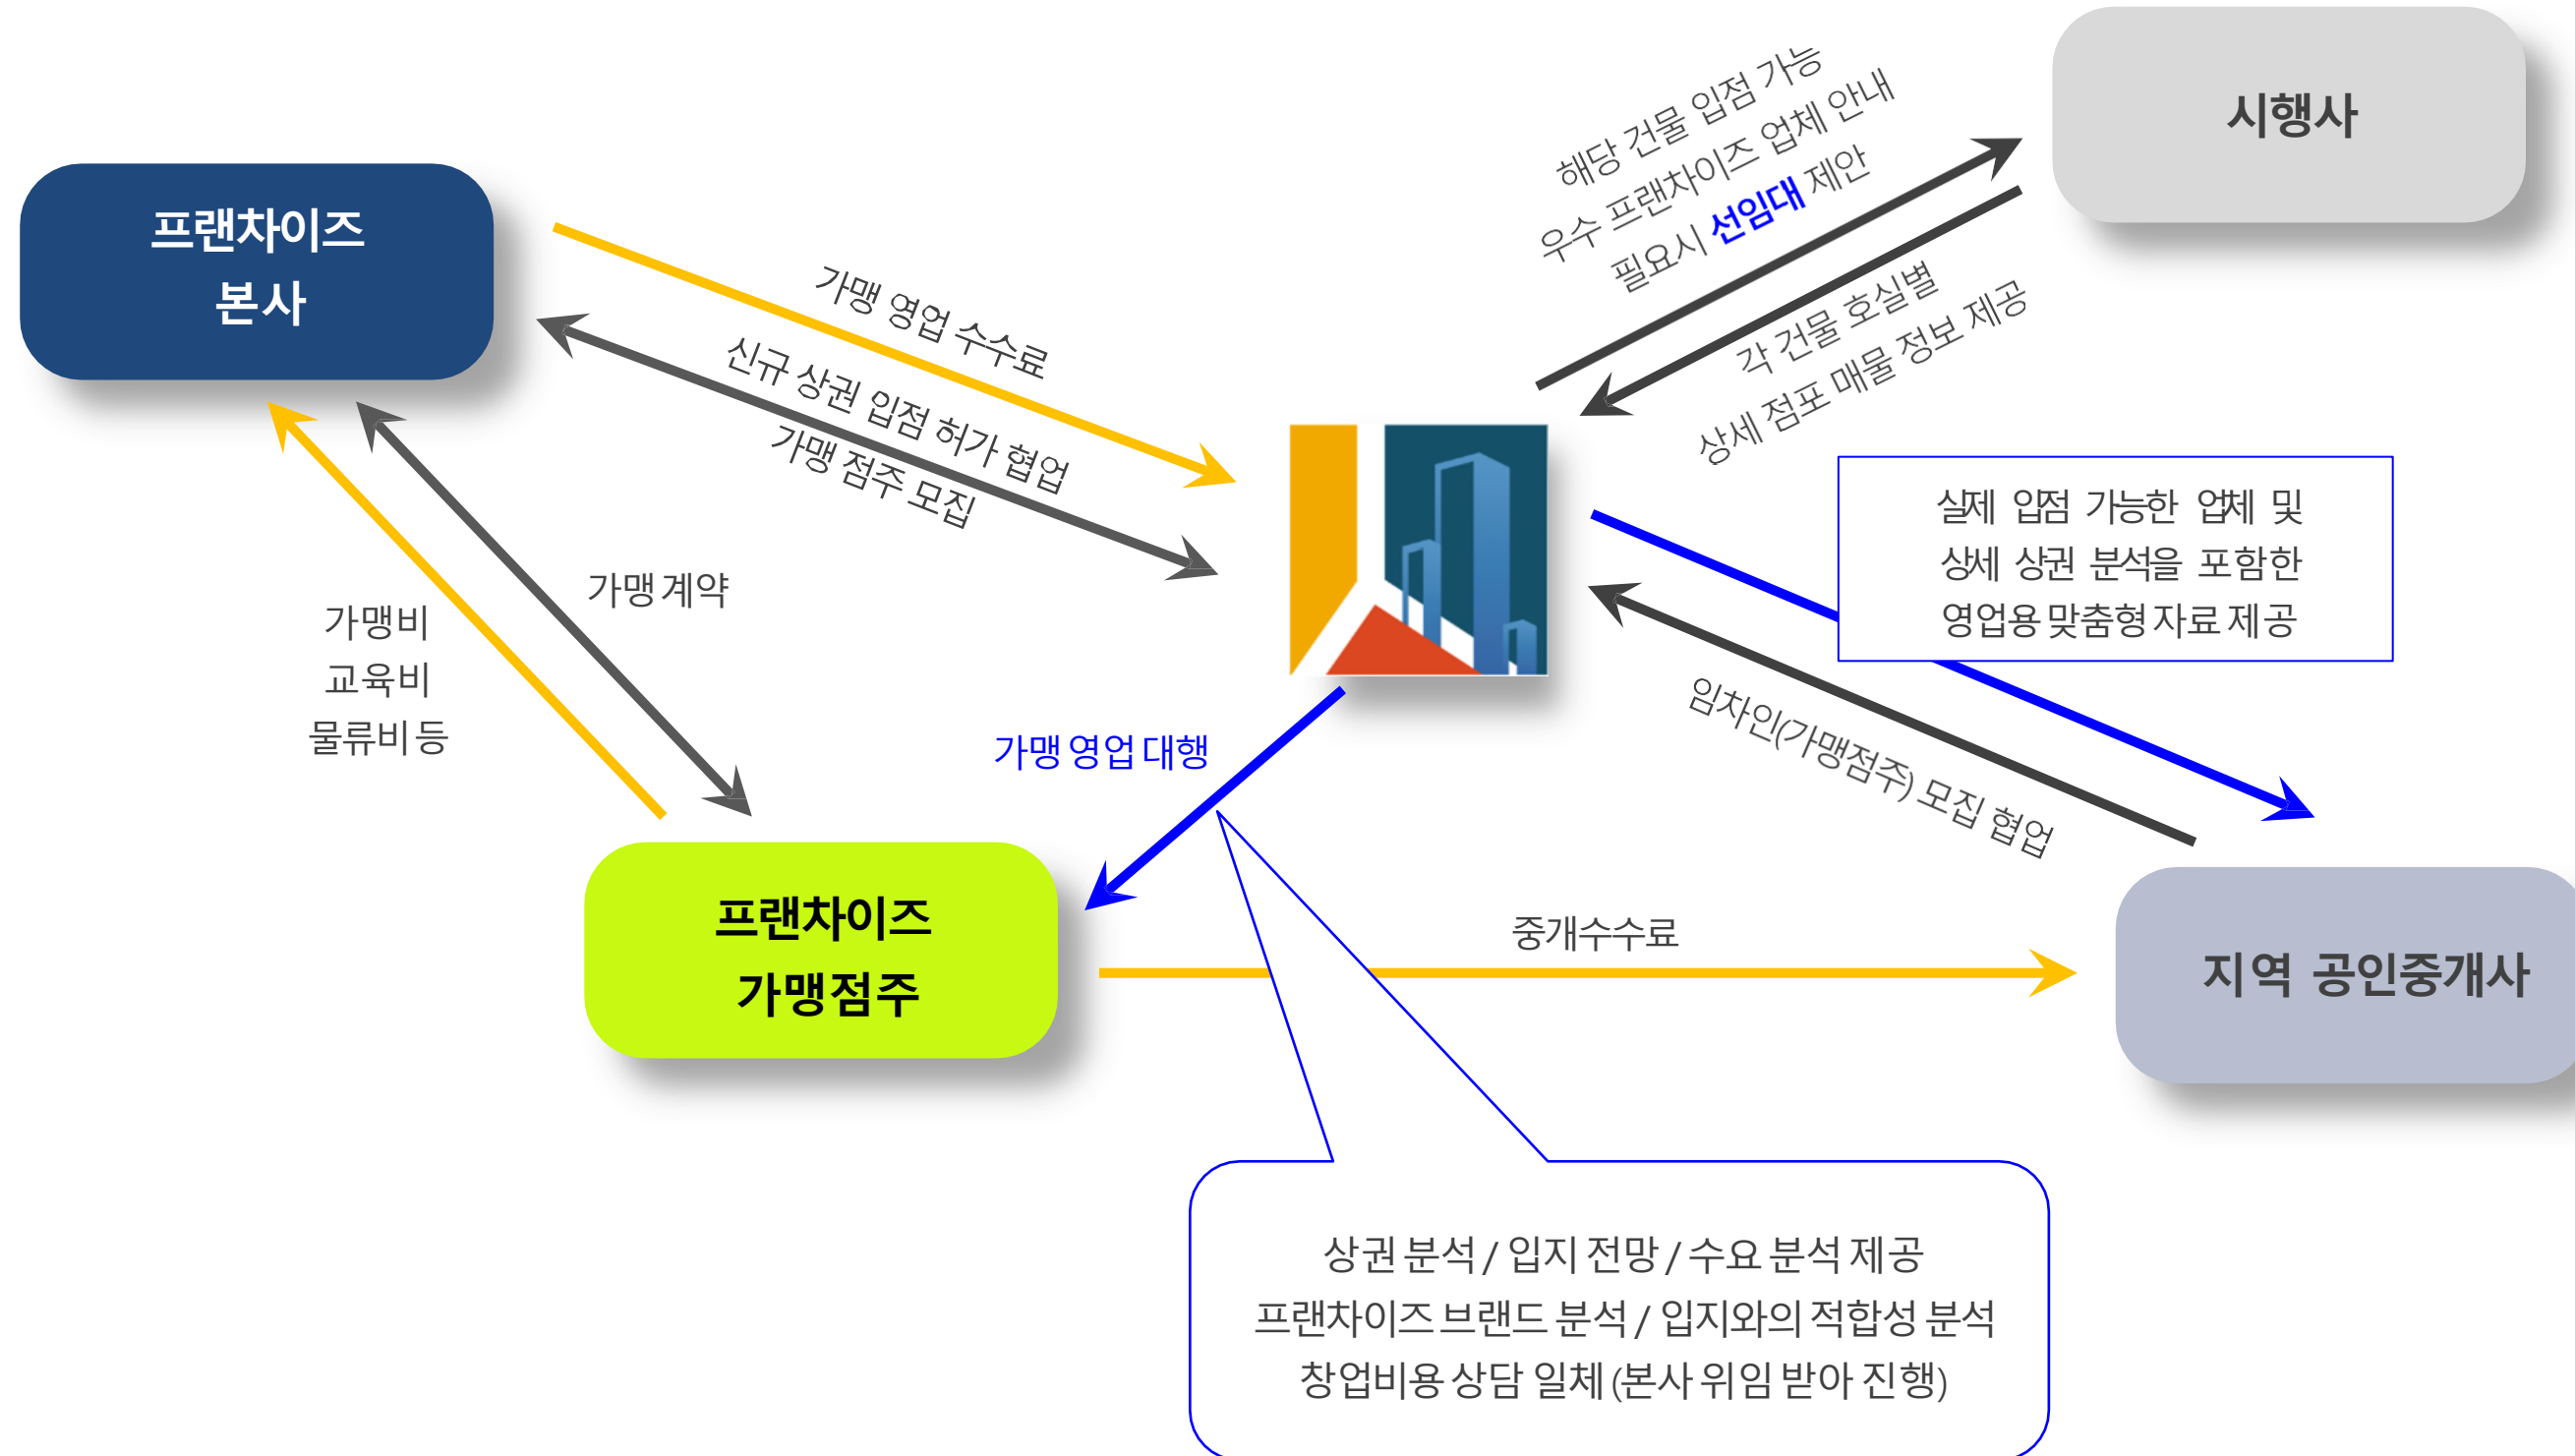 해당 건물 입점 가능
우수 프랜차이즈 업체 안내
필요시 선임대 제안
시행사
프랜차이즈
본사
가맹 영업 수수료
신규 상권 입점 허가 협업
가맹 점주 모집
각 건물 호실별
상세 점포 매물 정보 제공
실제 입점 가능한 업체 및
상세 상권 분석을 포함한
영업용 맞춤형 자료 제공
가맹 계약
가맹비
교육비
물류비 등
가맹 영업 대행
임차인(가맹점주) 모집 협업
프랜차이즈
가맹점주
중개수수료
지역 공인중개사
상권 분석 / 입지 전망 / 수요 분석 제공
프랜차이즈 브랜드 분석 / 입지와의 적합성 분석
창업비용 상담 일체 (본사 위임 받아 진행)